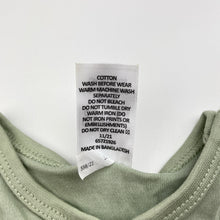 COTTON
WASH BEFORE WEAR
WARM MACHINE WASH
SEPARATELY
DO NOT BLEACH
DO NOT TUMBLE DRY
WARM IRON (DO
NOT IRON PRINTS OR
EMBELLISHMENTS)
DO NOT DRY CLEAN
11/21
65721926
MADE IN BANGLADESH